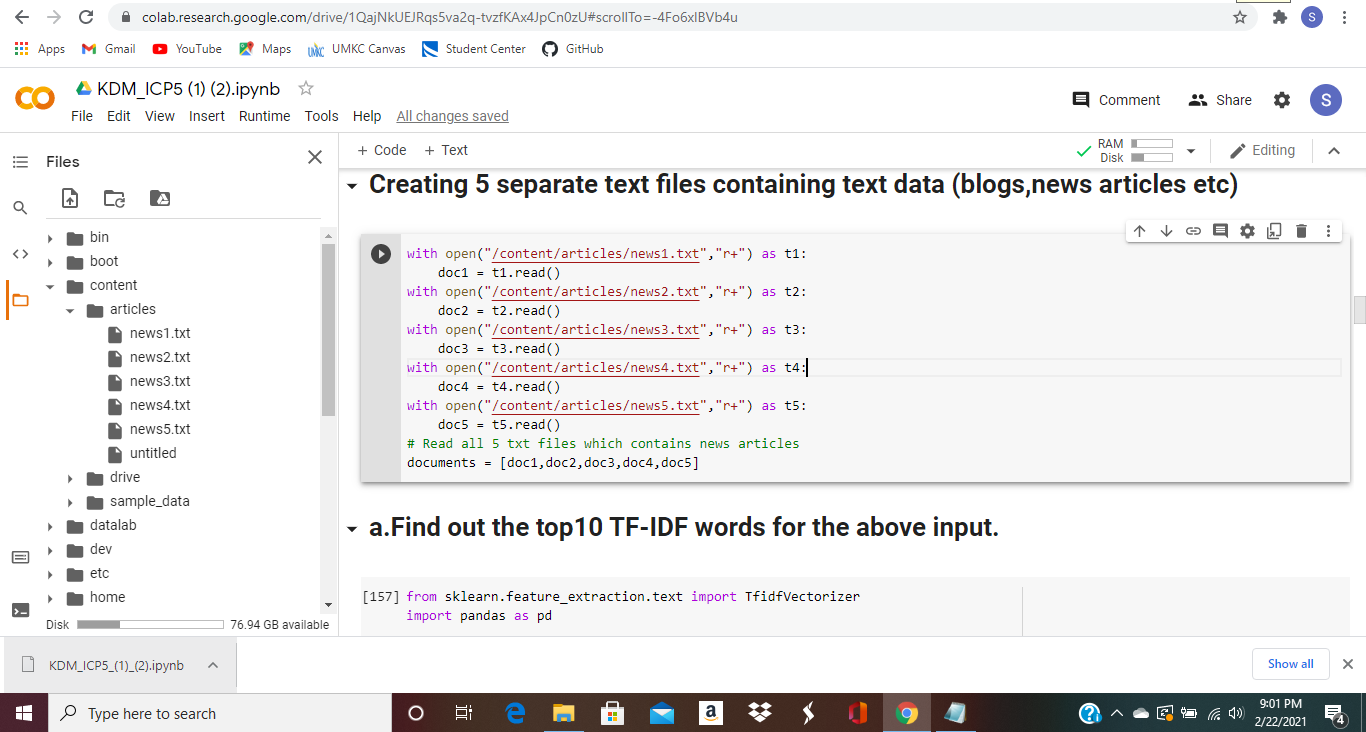 colab.research.google.com/drive/1QajNkUEJRqs5va2q-tvzfKAx4JpCn0zU#scrollTo=-4Fo6xlBVb4u
S
Apps Gmail YouTube Maps UMKC Canvas Student Center GitHub
CO KDM_ICP5 (1) (2).ipynb
File Edit View Insert Runtime Tools Help All changes saved
Comment Share S
Files
+ Code + Text
RAM
Disk
Editing
bin
boot
content
articles
news1.txt
news2.txt
news3.txt
news4.txt
news5.txt
untitled
drive
sample_data
datalab
dev
etc
home
Disk 76.94 GB available
Creating 5 separate text files containing text data (blogs,news articles etc)
with open("/content/articles/news1.txt","r+") as t1:
    doc1 = t1.read()
with open("/content/articles/news2.txt","r+") as t2:
    doc2 = t2.read()
with open("/content/articles/news3.txt","r+") as t3:
    doc3 = t3.read()
with open("/content/articles/news4.txt","r+") as t4:
    doc4 = t4.read()
with open("/content/articles/news5.txt","r+") as t5:
    doc5 = t5.read()
# Read all 5 txt files which contains news articles
documents = [doc1,doc2,doc3,doc4,doc5]
a.Find out the top10 TF-IDF words for the above input.
[157] from sklearn.feature_extraction.text import TfidfVectorizer
import pandas as pd
KDM_ICP5_(1)_(2).ipynb
Show all
Type here to search
9:01 PM
2/22/2021
4